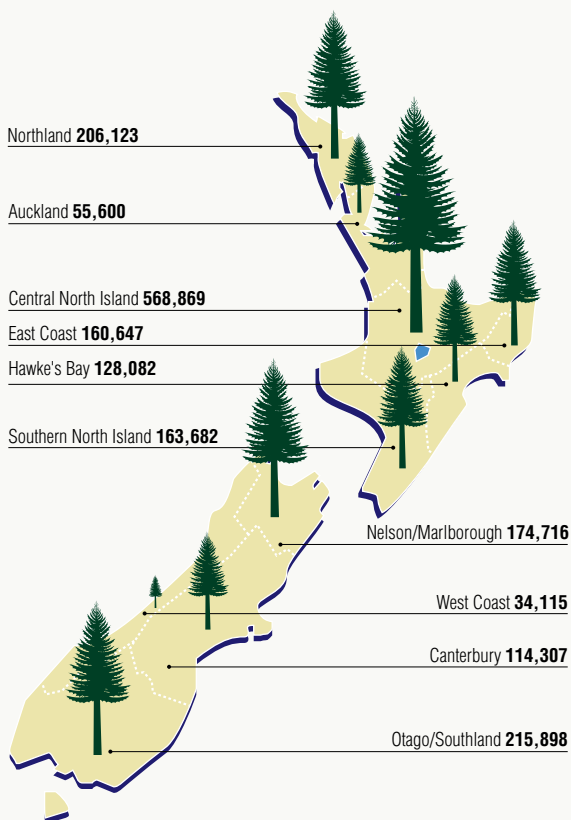 Northland 206,123
Auckland 55,600
Central North Island 568,869
East Coast 160,647
Hawke's Bay 128,082
Southern North Island 163,682
Nelson/Marlborough 174,716
West Coast 34,115
Canterbury 114,307
Otago/Southland 215,898